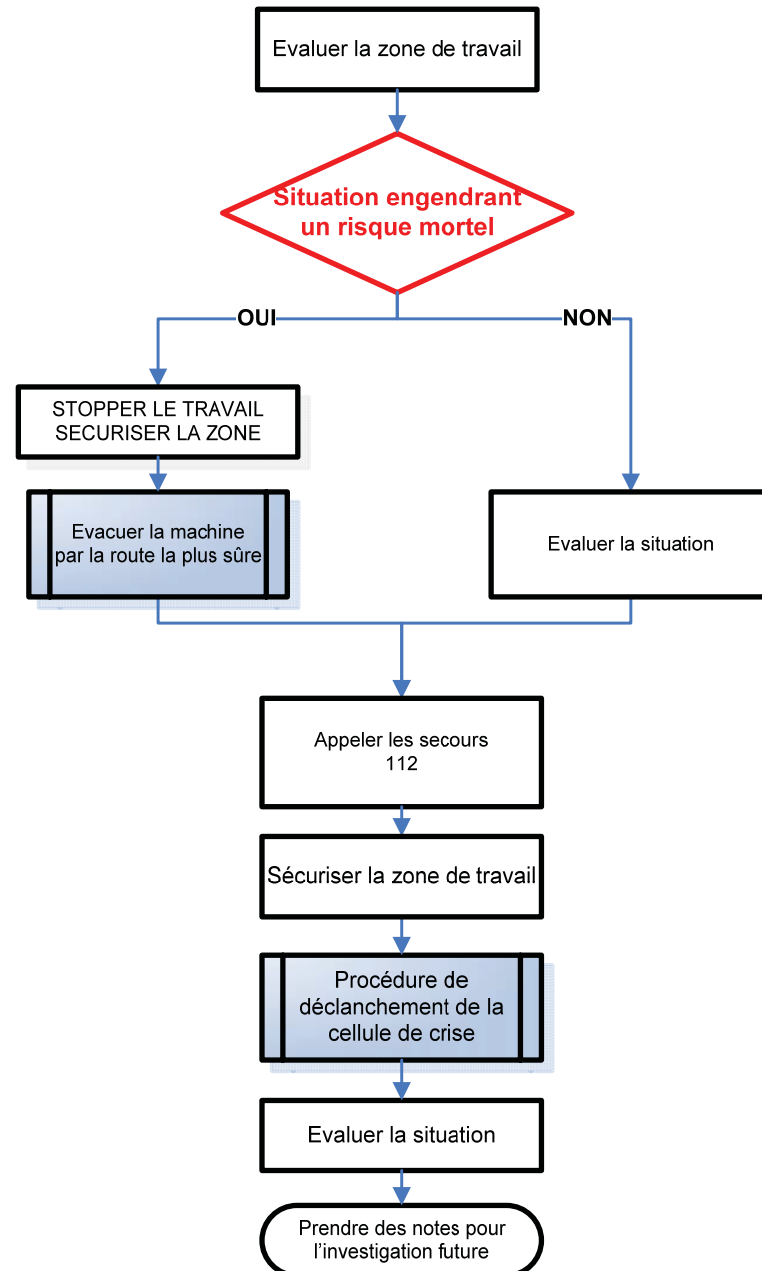 Evaluer la zone de travail
Situation engendrant
un risque mortel
OUI
NON
STOPPER LE TRAVAIL
SECURISER LA ZONE
Evacuer la machine
par la route la plus sûre
Evaluer la situation
Appeler les secours
112
Sécuriser la zone de travail
Procédure de
déclanchement de la
cellule de crise
Evaluer la situation
Prendre des notes pour
l’investigation future